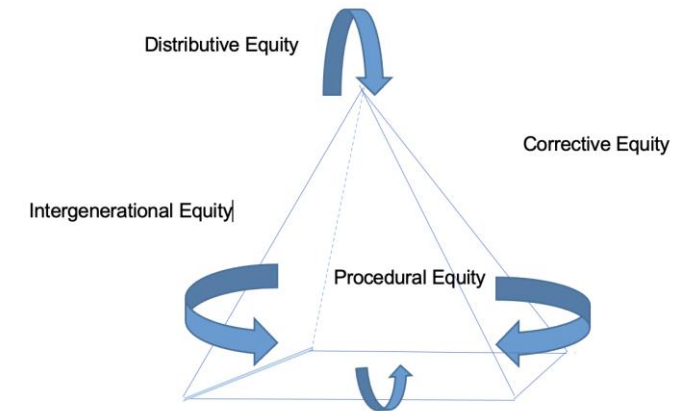 Distributive Equity
Corrective Equity
Intergenerational Equity
Procedural Equity